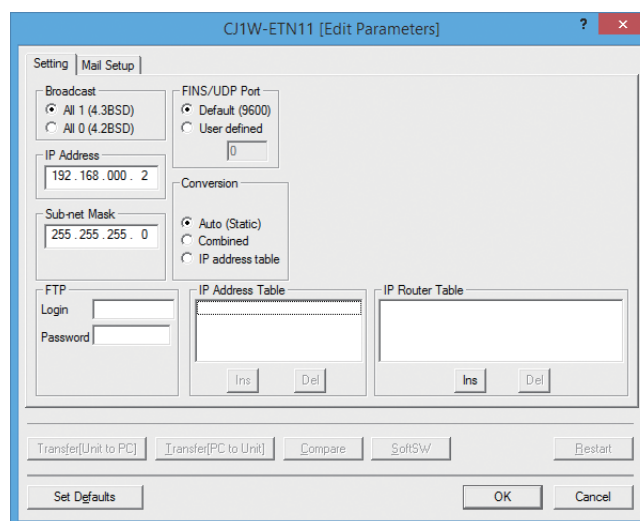 CJ1W-ETN11 [Edit Parameters]
? ×
Setting
Mail Setup
Broadcast
All 1 (4.3BSD)
All 0 (4.2BSD)
FINS/UDP Port
Default (9600)
User defined
0
IP Address
192 . 168 . 000 . 2
Conversion
Auto (Static)
Combined
IP address table
Sub-net Mask
255 . 255 . 255 . 0
FTP
Login
Password
IP Address Table
Ins
Del
IP Router Table
Ins
Del
Transfer[Unit to PC]
Transfer[PC to Unit]
Compare
SoftSW
Restart
Set Defaults
OK
Cancel